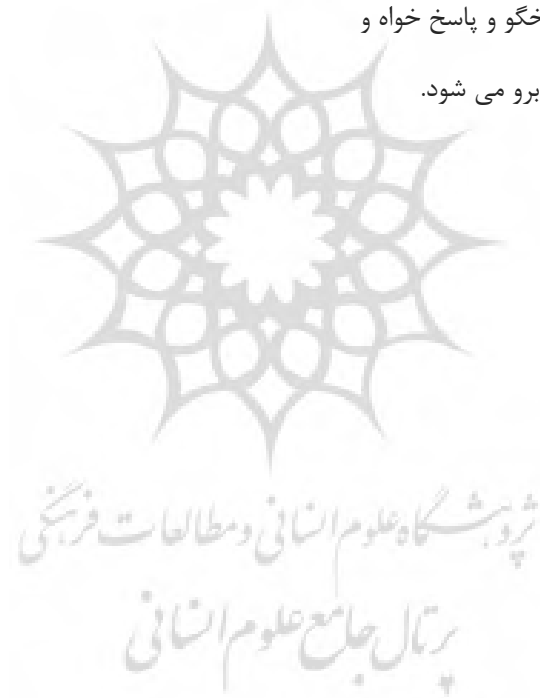 خگو و پاسخ خواه و
برو می شود.
پژوهشگاه علوم انسانی و مطالعات فرهنگی
پرتال جامع علوم انسانی